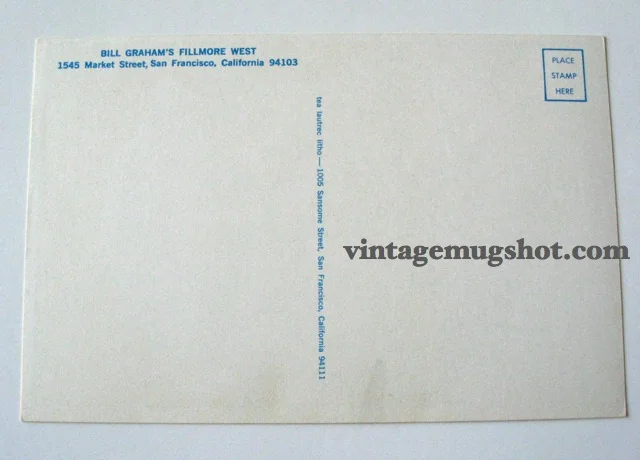 BILL GRAHAM'S FILLMORE WEST
1545 Market Street, San Francisco, California 94103
PLACE
STAMP
HERE
tea lautrec litho — 1005 Sansome Street, San Francisco, California 94111
vintagemugshot.com